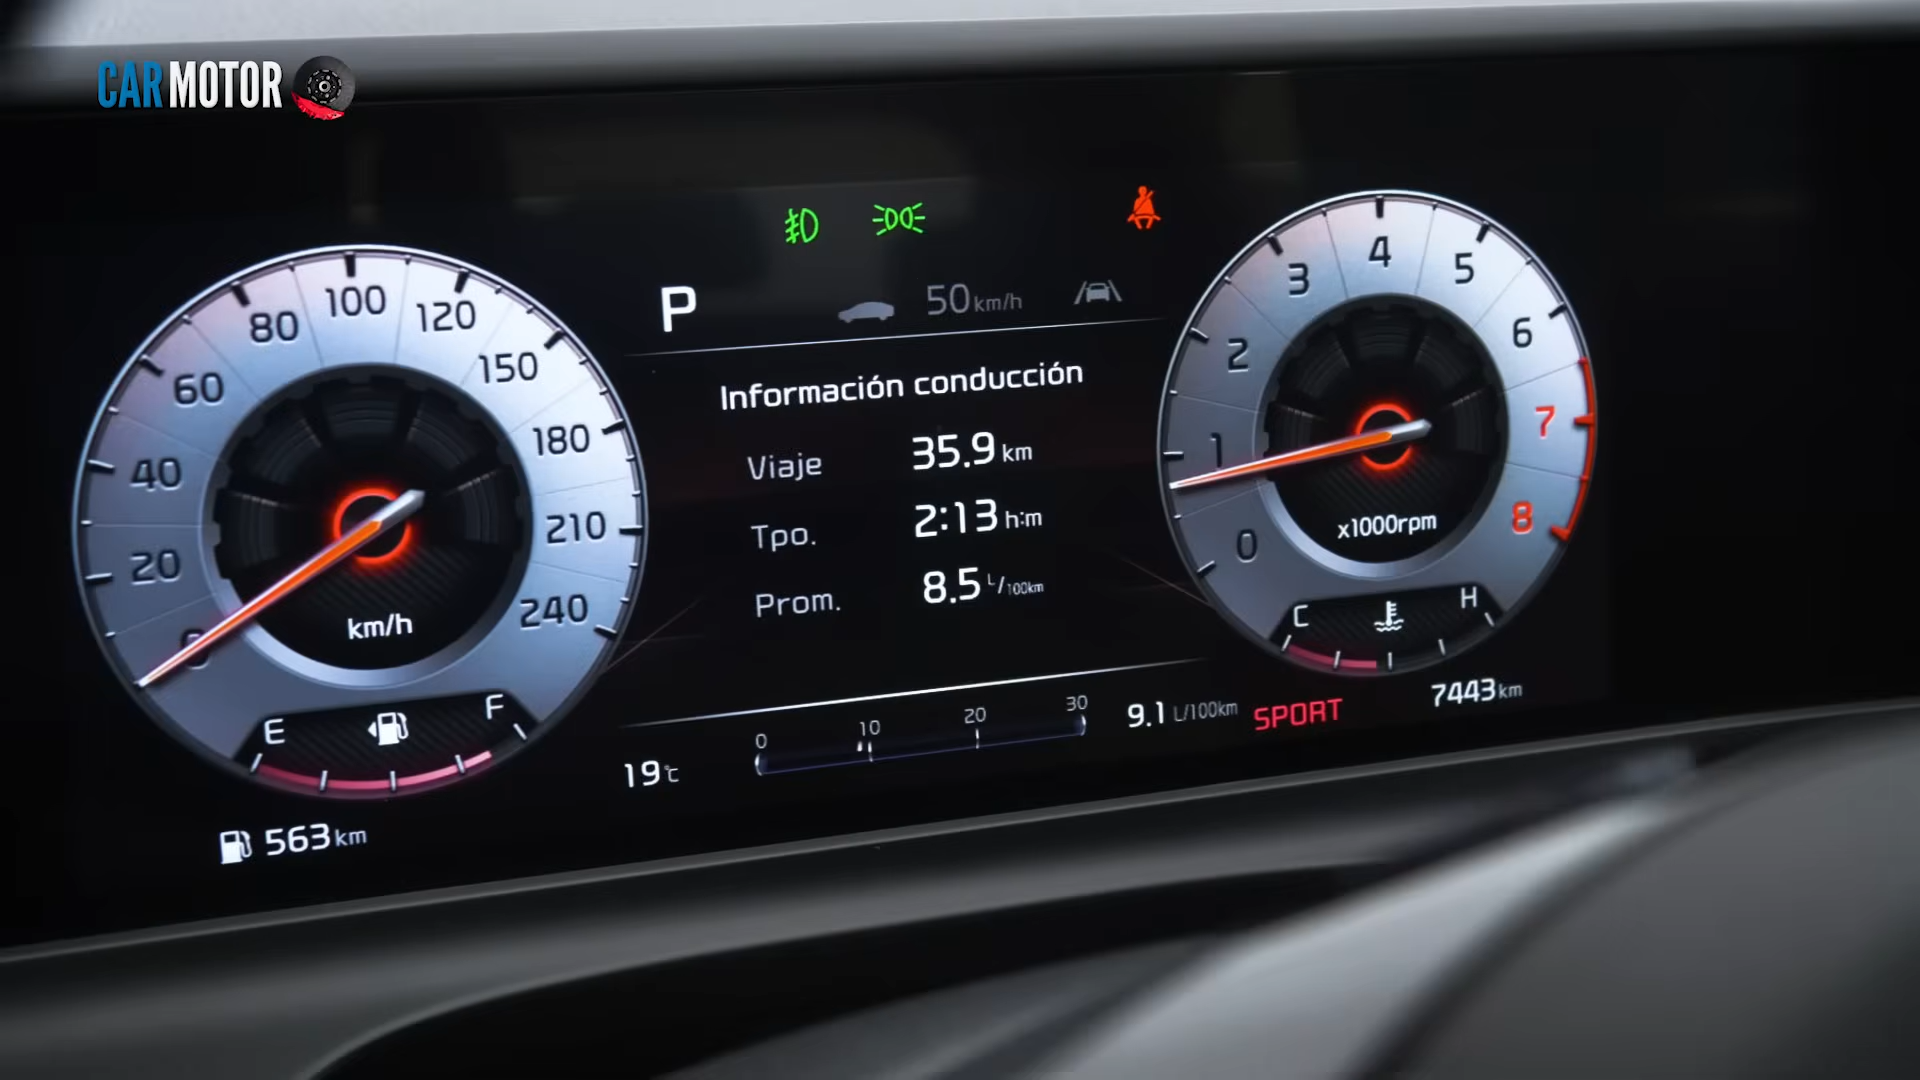 CAR MOTOR
P
50 km/h
Información conducción
Viaje 35.9 km
Tpo. 2:13 h:m
Prom. 8.5 L/100km
0
20
40
60
80
100
120
150
180
210
240
km/h
E F
563 km
19°C
0 10 20 30
9.1 L/100km
SPORT
0
1
2
3
4
5
6
7
8
x1000rpm
C H
7443 km